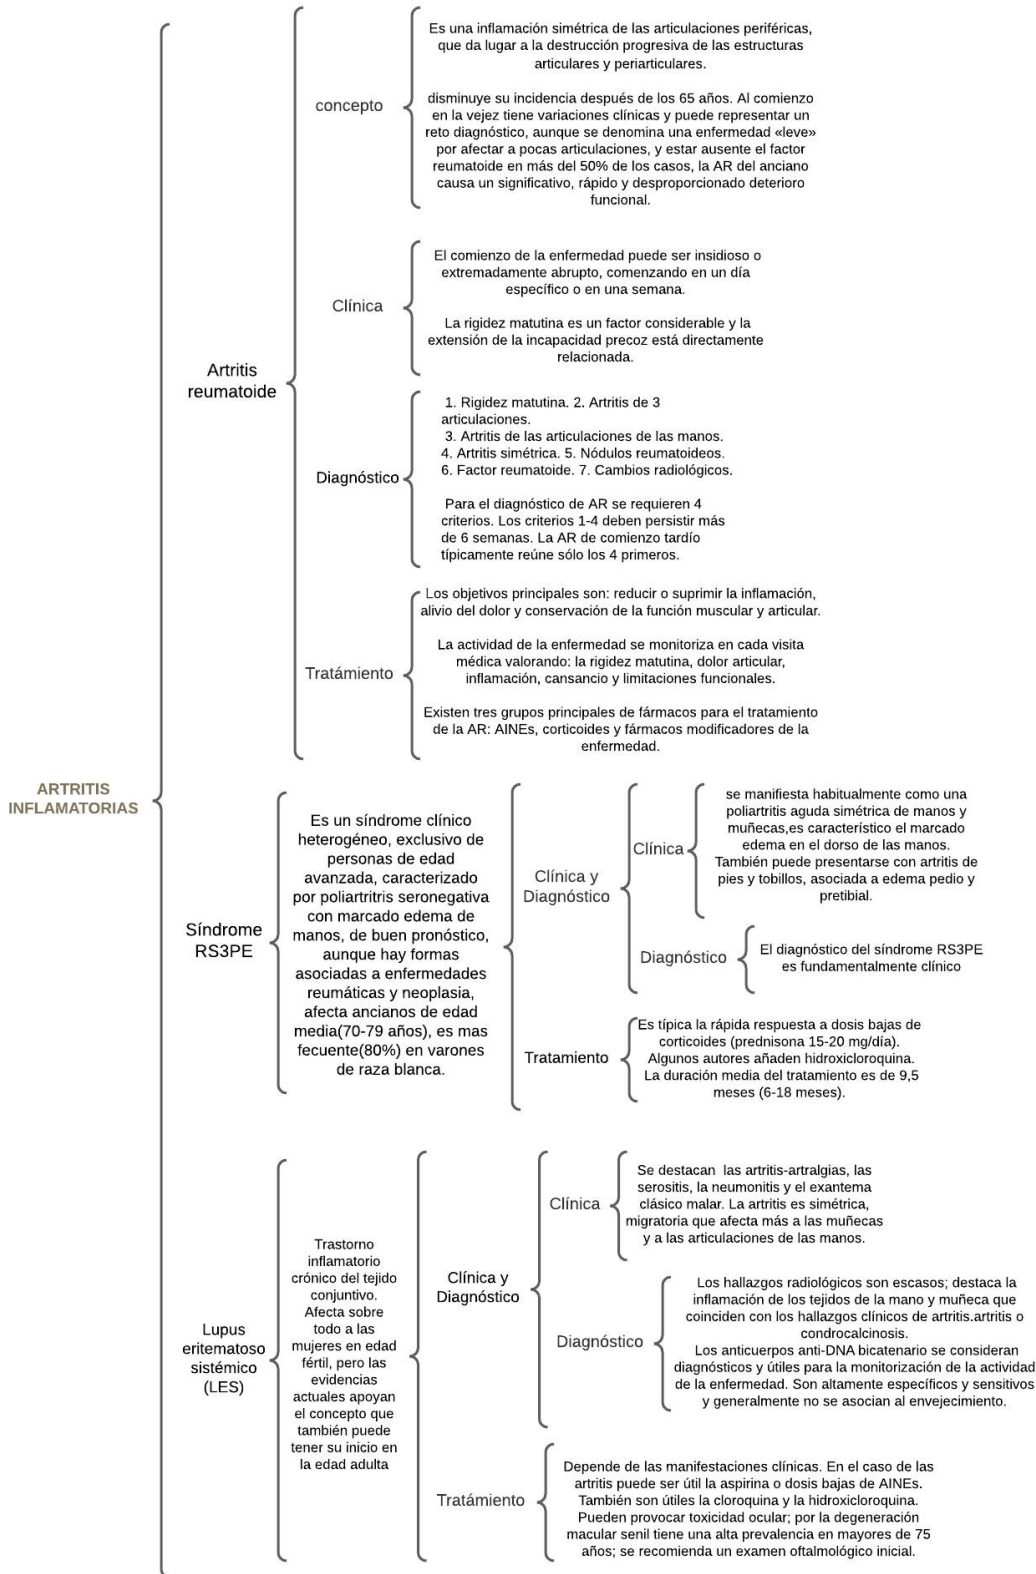 ARTRITIS
INFLAMATORIAS
Artritis
reumatoide
concepto
Es una inflamación simétrica de las articulaciones periféricas,
que da lugar a la destrucción progresiva de las estructuras
articulares y periarticulares.
disminuye su incidencia después de los 65 años. Al comienzo
en la vejez tiene variaciones clínicas y puede representar un
reto diagnóstico, aunque se denomina una enfermedad «leve»
por afectar a pocas articulaciones, y estar ausente el factor
reumatoide en más del 50% de los casos, la AR del anciano
causa un significativo, rápido y desproporcionado deterioro
funcional.
Clínica
El comienzo de la enfermedad puede ser insidioso o
extremadamente abrupto, comenzando en un día
específico o en una semana.
La rigidez matutina es un factor considerable y la
extensión de la incapacidad precoz está directamente
relacionada.
Diagnóstico
1. Rigidez matutina. 2. Artritis de 3
articulaciones.
3. Artritis de las articulaciones de las manos.
4. Artritis simétrica. 5. Nódulos reumatoideos.
6. Factor reumatoide. 7. Cambios radiológicos.
Para el diagnóstico de AR se requieren 4
criterios. Los criterios 1-4 deben persistir más
de 6 semanas. La AR de comienzo tardío
típicamente reúne sólo los 4 primeros.
Tratámiento
Los objetivos principales son: reducir o suprimir la inflamación,
alivio del dolor y conservación de la función muscular y articular.
La actividad de la enfermedad se monitoriza en cada visita
médica valorando: la rigidez matutina, dolor articular,
inflamación, cansancio y limitaciones funcionales.
Existen tres grupos principales de fármacos para el tratamiento
de la AR: AINEs, corticoides y fármacos modificadores de la
enfermedad.
Síndrome
RS3PE
Es un síndrome clínico
heterogéneo, exclusivo de
personas de edad
avanzada, caracterizado
por poliartritris seronegativa
con marcado edema de
manos, de buen pronóstico,
aunque hay formas
asociadas a enfermedades
reumáticas y neoplasia,
afecta ancianos de edad
media(70-79 años), es mas
fecuente(80%) en varones
de raza blanca.
Clínica y
Diagnóstico
Clínica
se manifiesta habitualmente como una
poliartritis aguda simétrica de manos y
muñecas,es característico el marcado
edema en el dorso de las manos.
También puede presentarse con artritis de
pies y tobillos, asociada a edema pedio y
pretibial.
Diagnóstico
El diagnóstico del síndrome RS3PE
es fundamentalmente clínico
Tratamiento
Es típica la rápida respuesta a dosis bajas de
corticoides (prednisona 15-20 mg/día).
Algunos autores añaden hidroxicloroquina.
La duración media del tratamiento es de 9,5
meses (6-18 meses).
Lupus
eritematoso
sistémico
(LES)
Trastorno
inflamatorio
crónico del tejido
conjuntivo.
Afecta sobre
todo a las
mujeres en edad
fértil, pero las
evidencias
actuales apoyan
el concepto que
también puede
tener su inicio en
la edad adulta
Clínica y
Diagnóstico
Clínica
Se destacan las artritis-artralgias, las
serositis, la neumonitis y el exantema
clásico malar. La artritis es simétrica,
migratoria que afecta más a las muñecas
y a las articulaciones de las manos.
Diagnóstico
Los hallazgos radiológicos son escasos; destaca la
inflamación de los tejidos de la mano y muñeca que
coinciden con los hallazgos clínicos de artritis.artritis o
condrocalcinosis.
Los anticuerpos anti-DNA bicatenario se consideran
diagnósticos y útiles para la monitorización de la actividad
de la enfermedad. Son altamente específicos y sensitivos
y generalmente no se asocian al envejecimiento.
Tratámiento
Depende de las manifestaciones clínicas. En el caso de las
artritis puede ser útil la aspirina o dosis bajas de AINEs.
También son útiles la cloroquina y la hidroxicloroquina.
Pueden provocar toxicidad ocular; por la degeneración
macular senil tiene una alta prevalencia en mayores de 75
años; se recomienda un examen oftalmológico inicial.